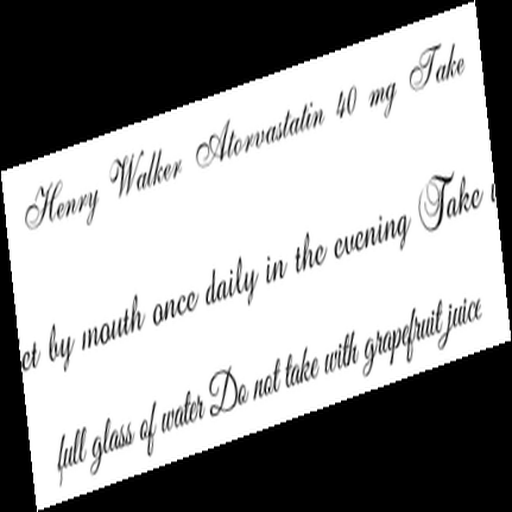 Henry Walker Atorvastatin 40 mg Take
by mouth once daily in the evening Take
full glass of water Do not take with grapefruit juice